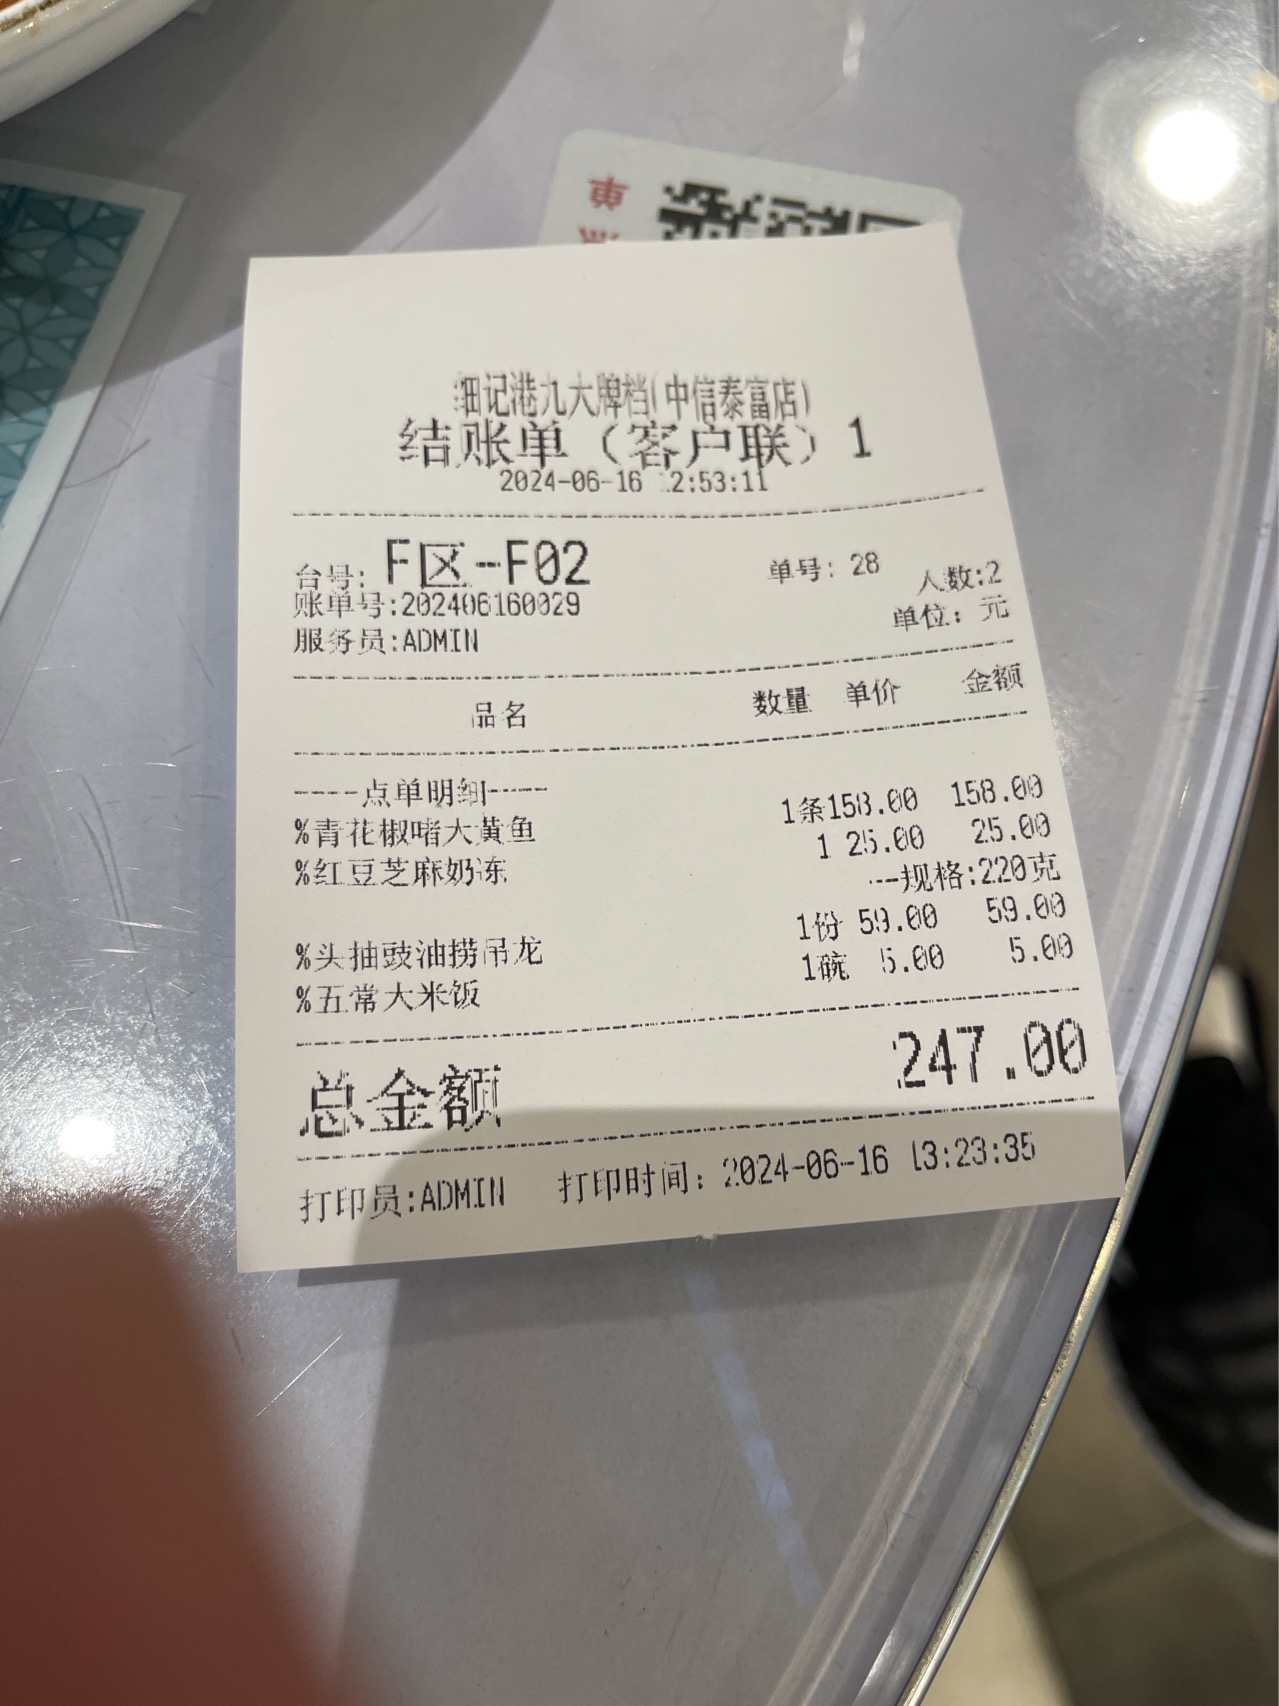 東
细记港九大牌档(中信泰富店)
结账单（客户联）1
2024-06-16 12:53:11
台号: F区-F02 单号: 28 人数:2
账单号:202406160029 单位: 元
服务员:ADMIN
品名 数量 单价 金额
----点单明细----
%青花椒啫大黄鱼 1条158.00 158.00
%红豆芝麻奶冻 1 25.00 25.00
---规格:220克
%头抽豉油捞吊龙 1份 59.00 59.00
%五常大米饭 1碗 5.00 5.00
总金额 247.00
打印员:ADMIN 打印时间: 2024-06-16 13:23:35